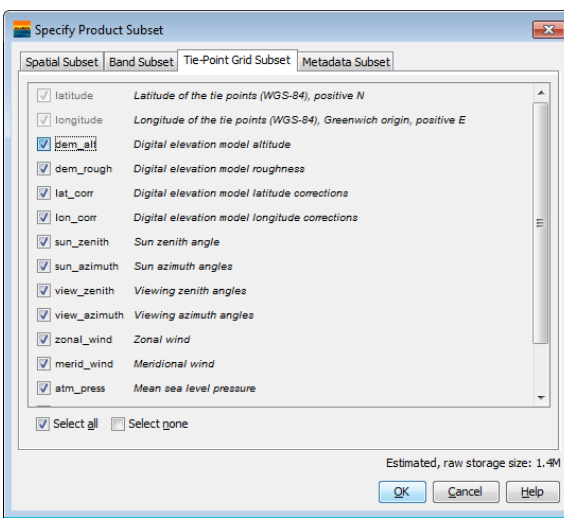 Specify Product Subset
Spatial Subset Band Subset Tie-Point Grid Subset Metadata Subset
latitude Latitude of the tie points (WGS-84), positive N
longitude Longitude of the tie points (WGS-84), Greenwich origin, positive E
dem_alt Digital elevation model altitude
dem_rough Digital elevation model roughness
lat_corr Digital elevation model latitude corrections
lon_corr Digital elevation model longitude corrections
sun_zenith Sun zenith angle
sun_azimuth Sun azimuth angles
view_zenith Viewing zenith angles
view_azimuth Viewing azimuth angles
zonal_wind Zonal wind
merid_wind Meridional wind
atm_press Mean sea level pressure
Select all Select none
Estimated, raw storage size: 1.4M
OK Cancel Help